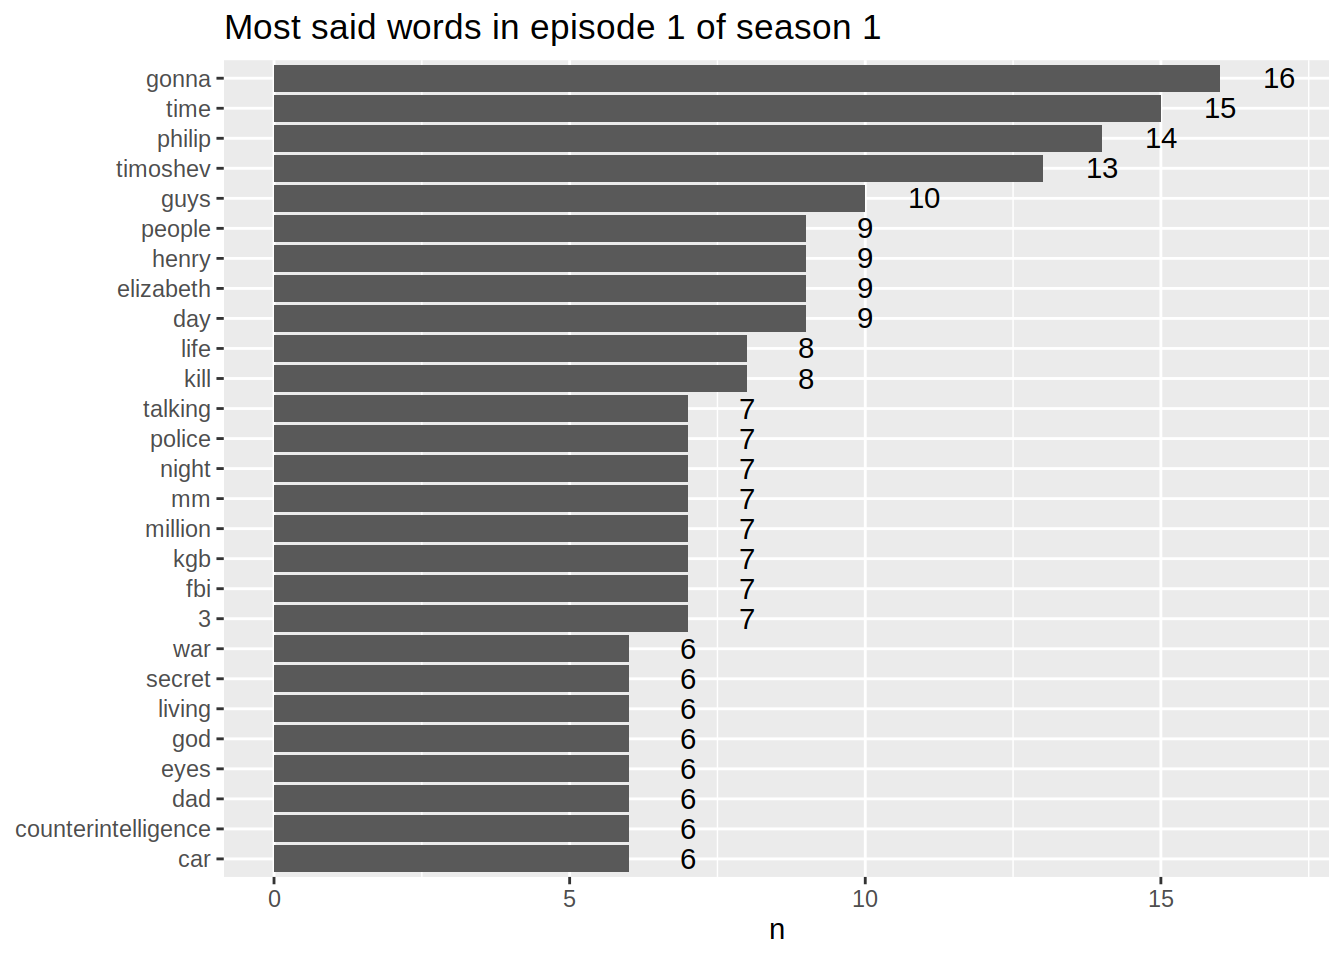 Most said words in episode 1 of season 1
gonna 16
time 15
philip 14
timoshev 13
guys 10
people 9
henry 9
elizabeth 9
day 9
life 8
kill 8
talking 7
police 7
night 7
mm 7
million 7
kgb 7
fbi 7
3 7
war 6
secret 6
living 6
god 6
eyes 6
dad 6
counterintelligence 6
car 6
0 5 10 15
n